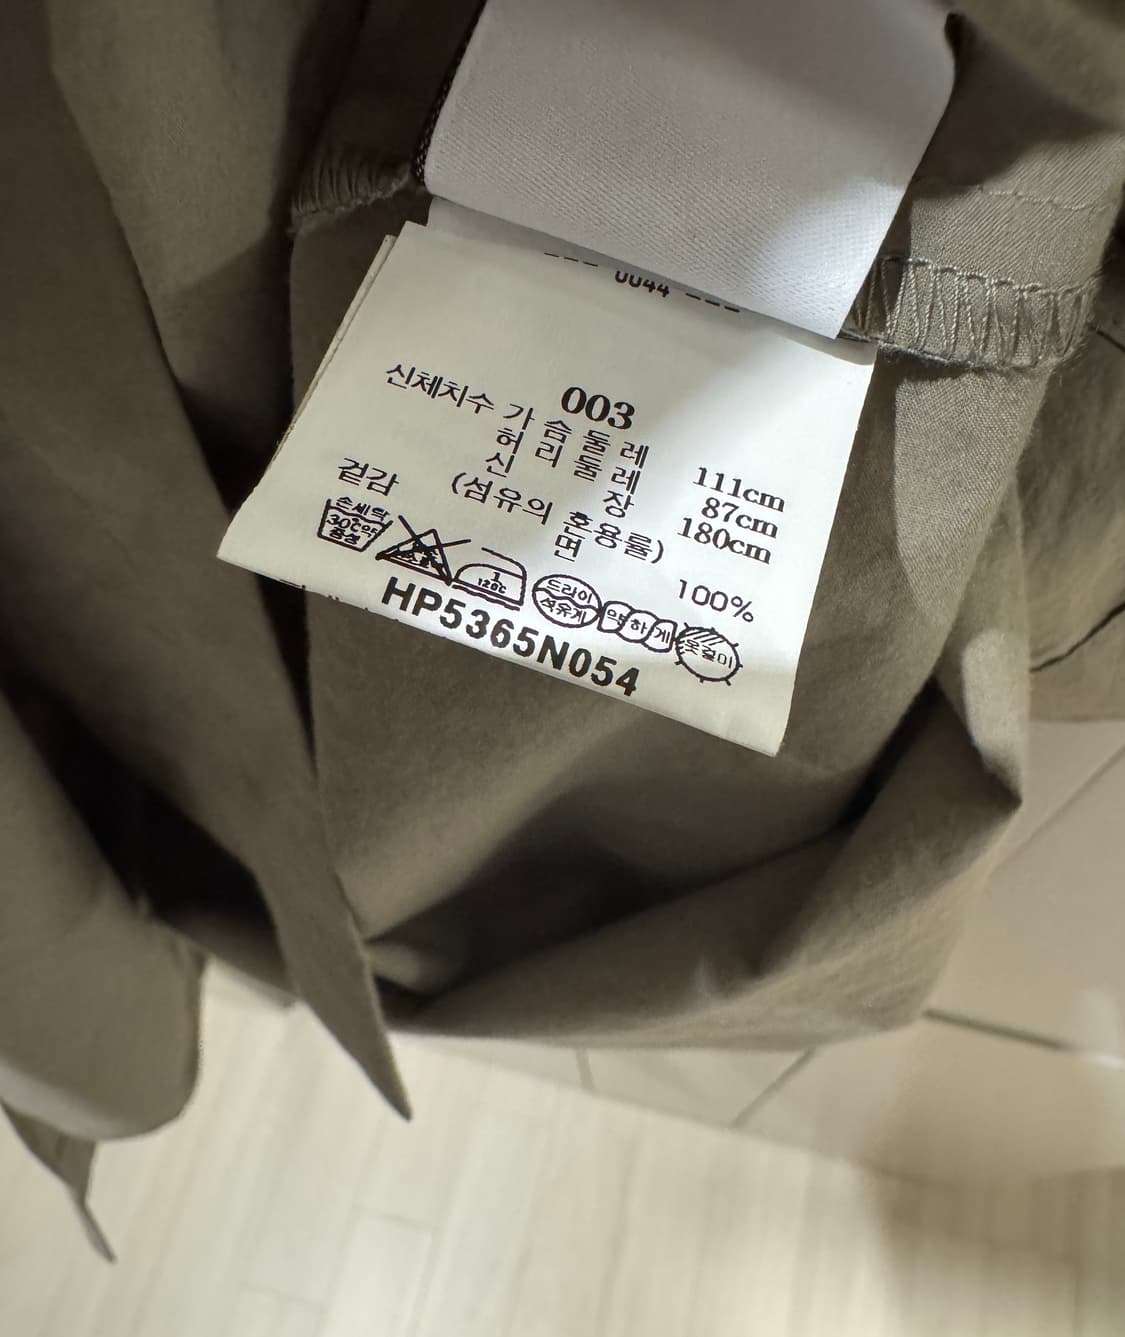 0044
003
신체치수 가슴둘레 111cm
허리둘레 87cm
신장 180cm
겉감 (섬유의 혼용률)
면 100%
손세탁 30℃ 중성
1 120℃ 드라이 석유계 약하게 옷걸이
HP5365N054